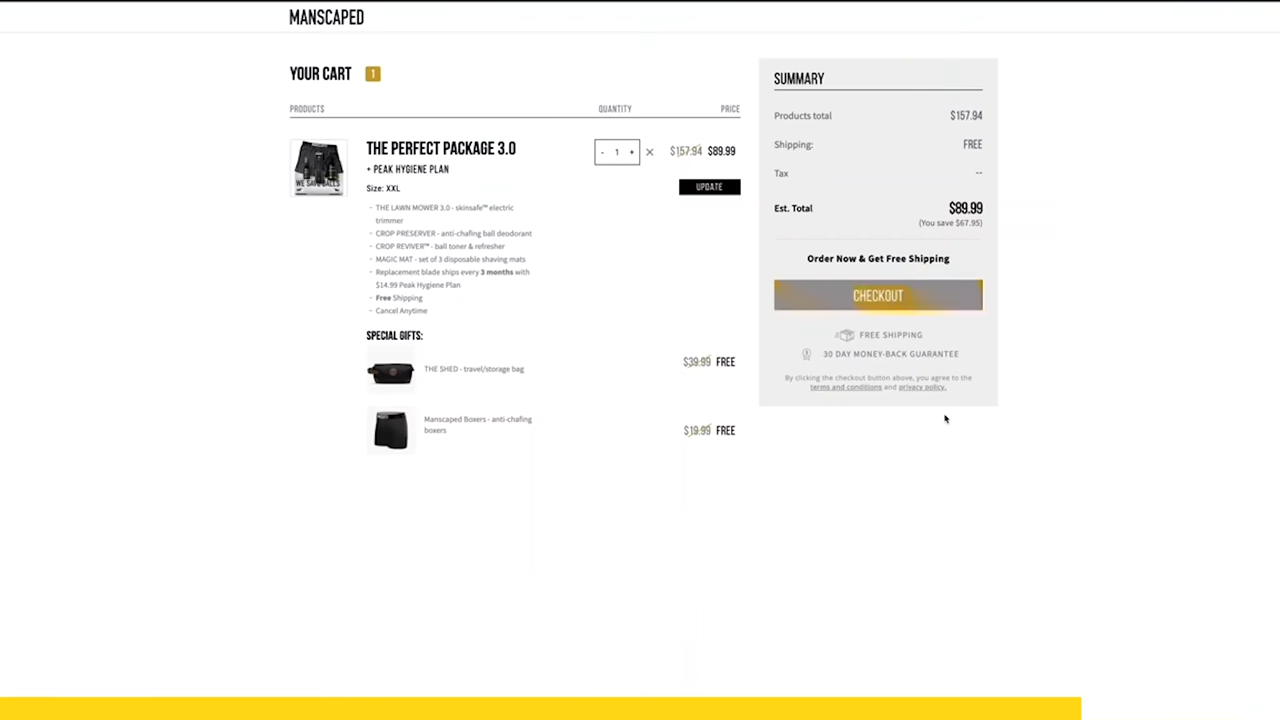 MANSCAPED
YOUR CART 1
PRODUCTS QUANTITY PRICE
THE PERFECT PACKAGE 3.0
+ PEAK HYGIENE PLAN
Size: XXL
- 1 + × $157.94 $89.99
UPDATE
- THE LAWN MOWER 3.0 - skinsafe™ electric
trimmer
- CROP PRESERVER - anti-chafing ball deodorant
- CROP REVIVER™ - ball toner & refresher
- MAGIC MAT - set of 3 disposable shaving mats
- Replacement blade ships every 3 months with
$14.99 Peak Hygiene Plan
- Free Shipping
- Cancel Anytime
SPECIAL GIFTS:
THE SHED - travel/storage bag $39.99 FREE
Manscaped Boxers - anti-chafing
boxers $19.99 FREE
SUMMARY
Products total $157.94
Shipping: FREE
Tax --
Est. Total $89.99
(You save $67.95)
Order Now & Get Free Shipping
CHECKOUT
FREE SHIPPING
30 DAY MONEY-BACK GUARANTEE
By clicking the checkout button above, you agree to the
terms and conditions and privacy policy.